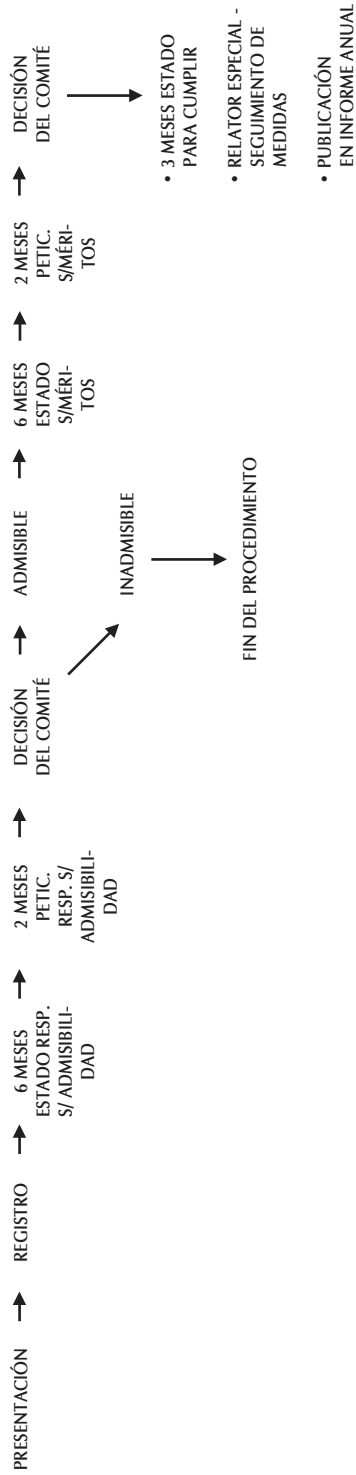 PRESENTACIÓN
REGISTRO
6 MESES
ESTADO RESP.
S/ ADMISIBILI-
DAD
2 MESES
PETIC.
RESP. S/
ADMISIBILI-
DAD
DECISIÓN
DEL COMITÉ
ADMISIBLE
6 MESES
ESTADO
S/MÉRI-
TOS
2 MESES
PETIC.
S/MÉRI-
TOS
DECISIÓN
DEL COMITÉ
INADMISIBLE
FIN DEL PROCEDIMIENTO
• 3 MESES ESTADO
PARA CUMPLIR
• RELATOR ESPECIAL -
SEGUIMIENTO DE
MEDIDAS
• PUBLICACIÓN
EN INFORME ANUAL